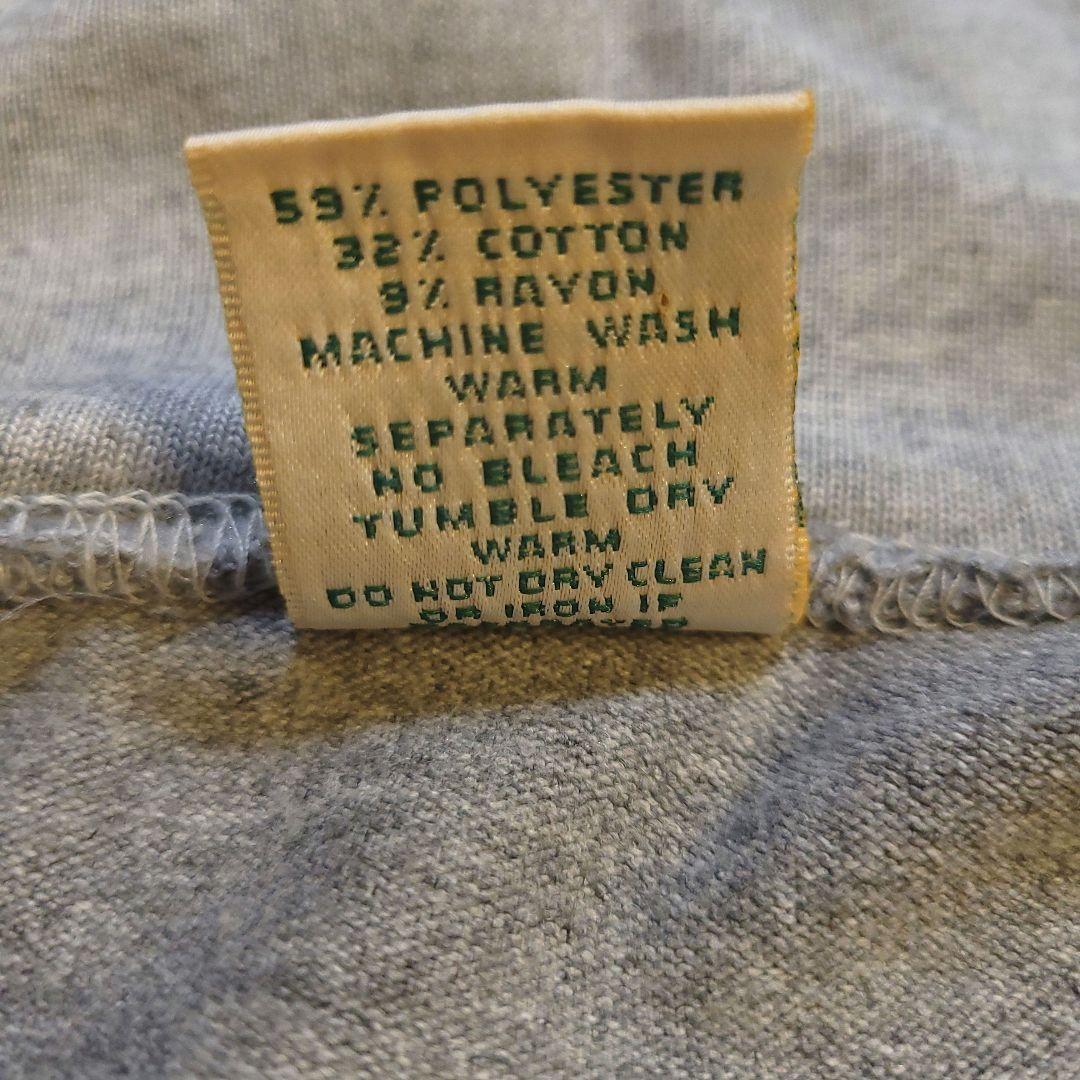 59% POLYESTER
32% COTTON
9% RAYON
MACHINE WASH
WARM
SEPARATELY
NO BLEACH
TUMBLE DRY
WARM
DO NOT DRY CLEAN
OR IRON IF